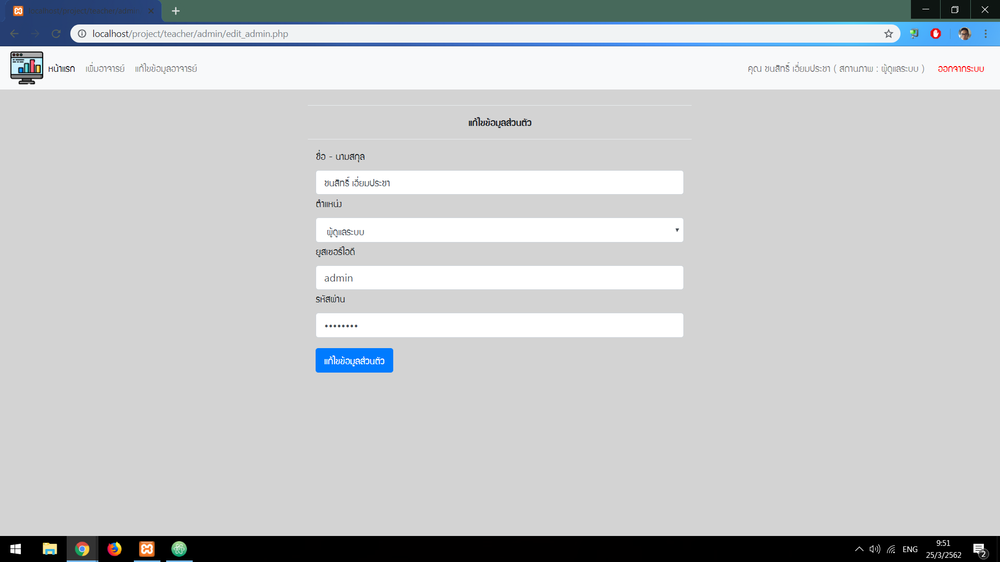 localhost/project/teacher/admin
localhost/project/teacher/admin/edit_admin.php
หน้าแรก เพิ่มอาจารย์ แก้ไขข้อมูลอาจารย์ คุณ ชนสิทธิ์ เอี่ยมประชา ( สถานภาพ : ผู้ดูแลระบบ ) ออกจากระบบ
แก้ไขข้อมูลส่วนตัว
ชื่อ - นามสกุล
ชนสิทธิ์ เอี่ยมประชา
ตำแหน่ง
ผู้ดูแลระบบ
ยูสเซอร์ไอดี
admin
รหัสผ่าน
••••••••
แก้ไขข้อมูลส่วนตัว
ENG
9:51
25/3/2562
2